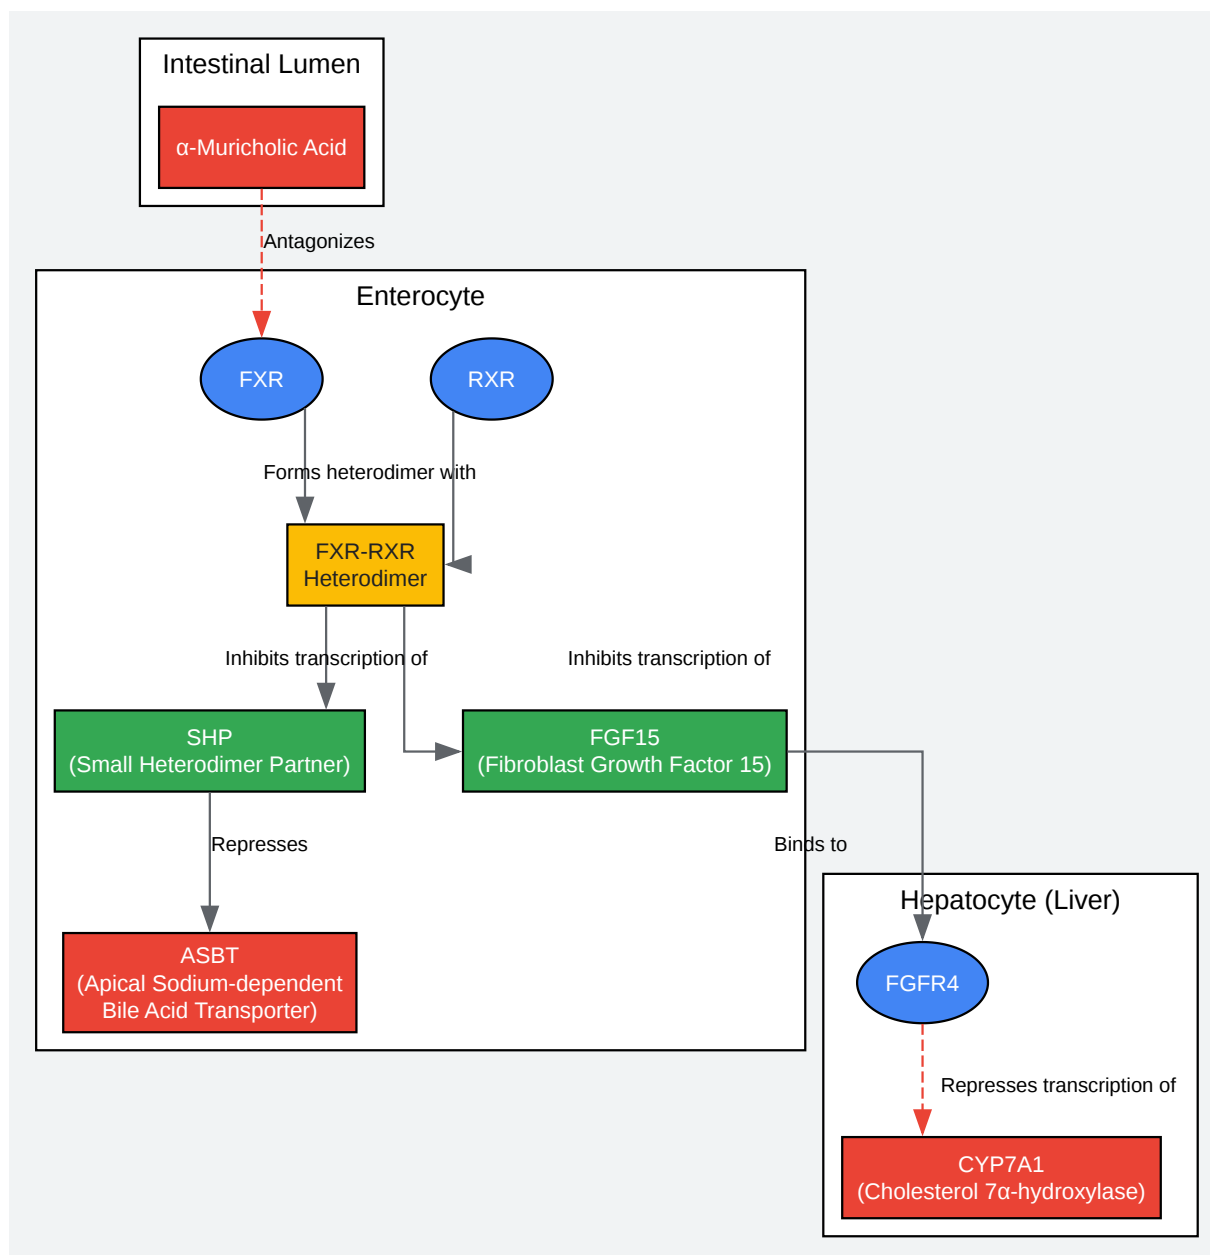 Intestinal Lumen
α-Muricholic Acid
Antagonizes
Enterocyte
FXR
RXR
Forms heterodimer with
FXR-RXR
Heterodimer
Inhibits transcription of
Inhibits transcription of
SHP
(Small Heterodimer Partner)
FGF15
(Fibroblast Growth Factor 15)
Represses
Binds to
Hepatocyte (Liver)
ASBT
(Apical Sodium-dependent
Bile Acid Transporter)
FGFR4
Represses transcription of
CYP7A1
(Cholesterol 7α-hydroxylase)